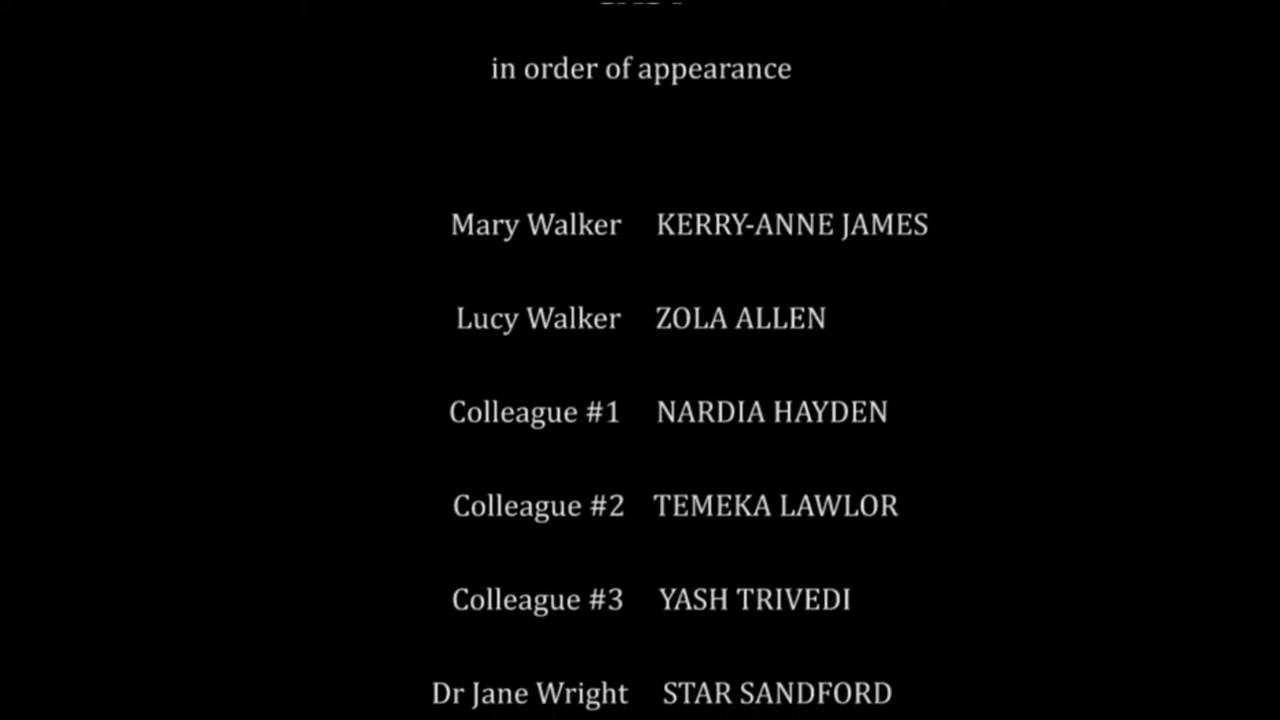 in order of appearance
Mary Walker KERRY-ANNE JAMES
Lucy Walker ZOLA ALLEN
Colleague #1 NARDIA HAYDEN
Colleague #2 TEMEKA LAWLOR
Colleague #3 YASH TRIVEDI
Dr Jane Wright STAR SANDFORD